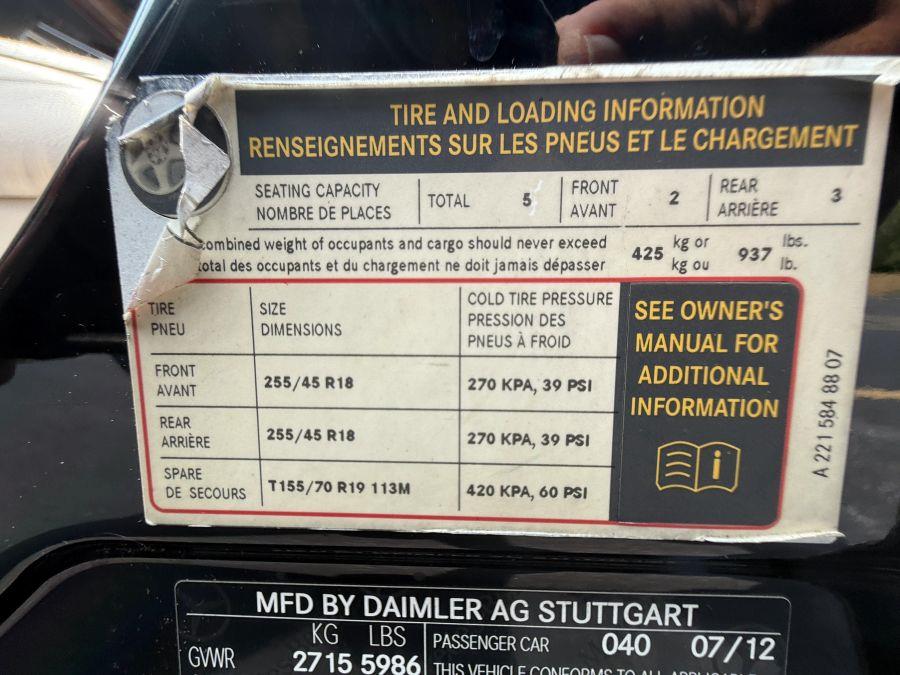 TIRE AND LOADING INFORMATION
RENSEIGNEMENTS SUR LES PNEUS ET LE CHARGEMENT
SEATING CAPACITY
NOMBRE DE PLACES
TOTAL 5
FRONT
AVANT
2
REAR
ARRIÈRE
3
combined weight of occupants and cargo should never exceed
total des occupants et du chargement ne doit jamais dépasser
425 kg or
kg ou
937 lbs.
lb.
TIRE
PNEU
SIZE
DIMENSIONS
COLD TIRE PRESSURE
PRESSION DES
PNEUS À FROID
FRONT
AVANT
255/45 R18
270 KPA, 39 PSI
REAR
ARRIÈRE
255/45 R18
270 KPA, 39 PSI
SPARE
DE SECOURS
T155/70 R19 113M
420 KPA, 60 PSI
SEE OWNER'S
MANUAL FOR
ADDITIONAL
INFORMATION
A 221 584 88 07
MFD BY DAIMLER AG STUTTGART
KG LBS
GVWR 2715 5986
PASSENGER CAR 040 07/12
THIS VEHICLE CONFORMS TO ALL